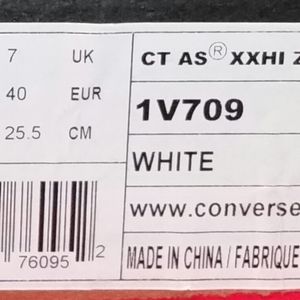 7 UK
40 EUR
25.5 CM
76095 2
CT AS® XXHI Z
1V709
WHITE
www.converse
MADE IN CHINA / FABRIQUE